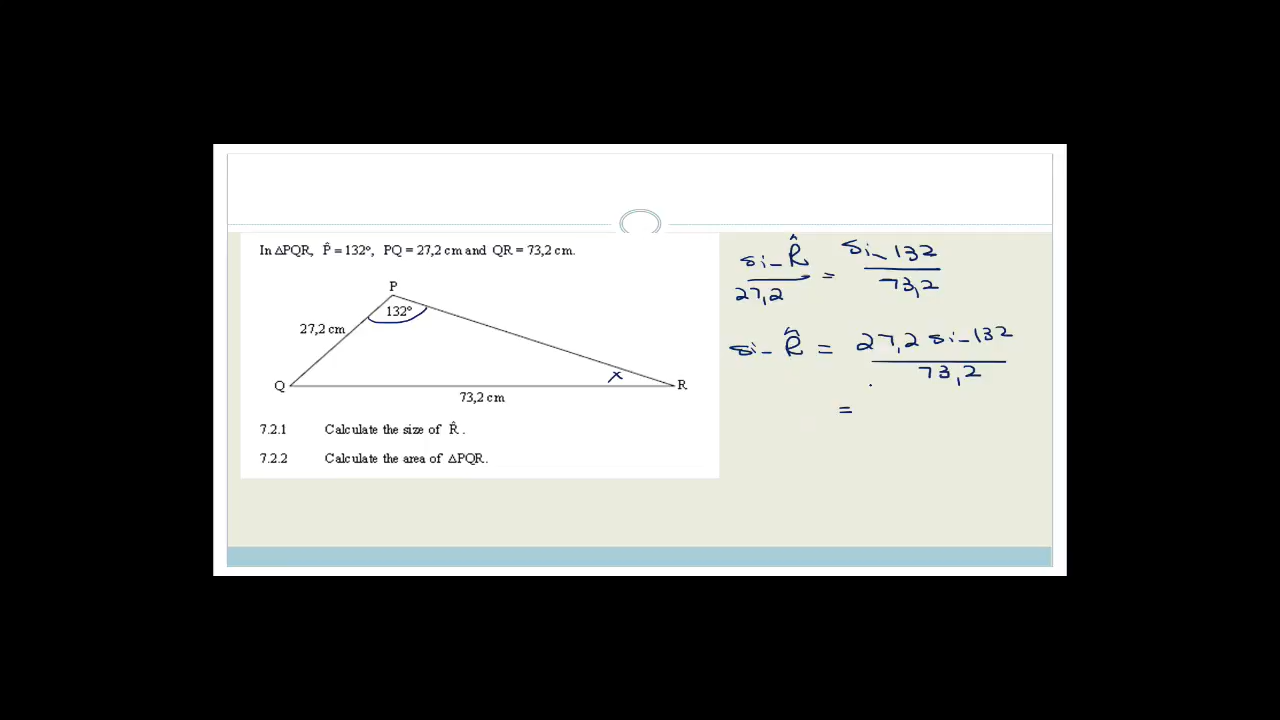 In ΔPQR, P̂ = 132°, PQ = 27,2 cm and QR = 73,2 cm.
P
132°
27,2 cm
Q
x
R
73,2 cm
7.2.1 Calculate the size of R̂ .
7.2.2 Calculate the area of ΔPQR.
sin R̂ / 27,2 = sin 132 / 73,2
sin R̂ = 27,2 sin 132 / 73,2
=